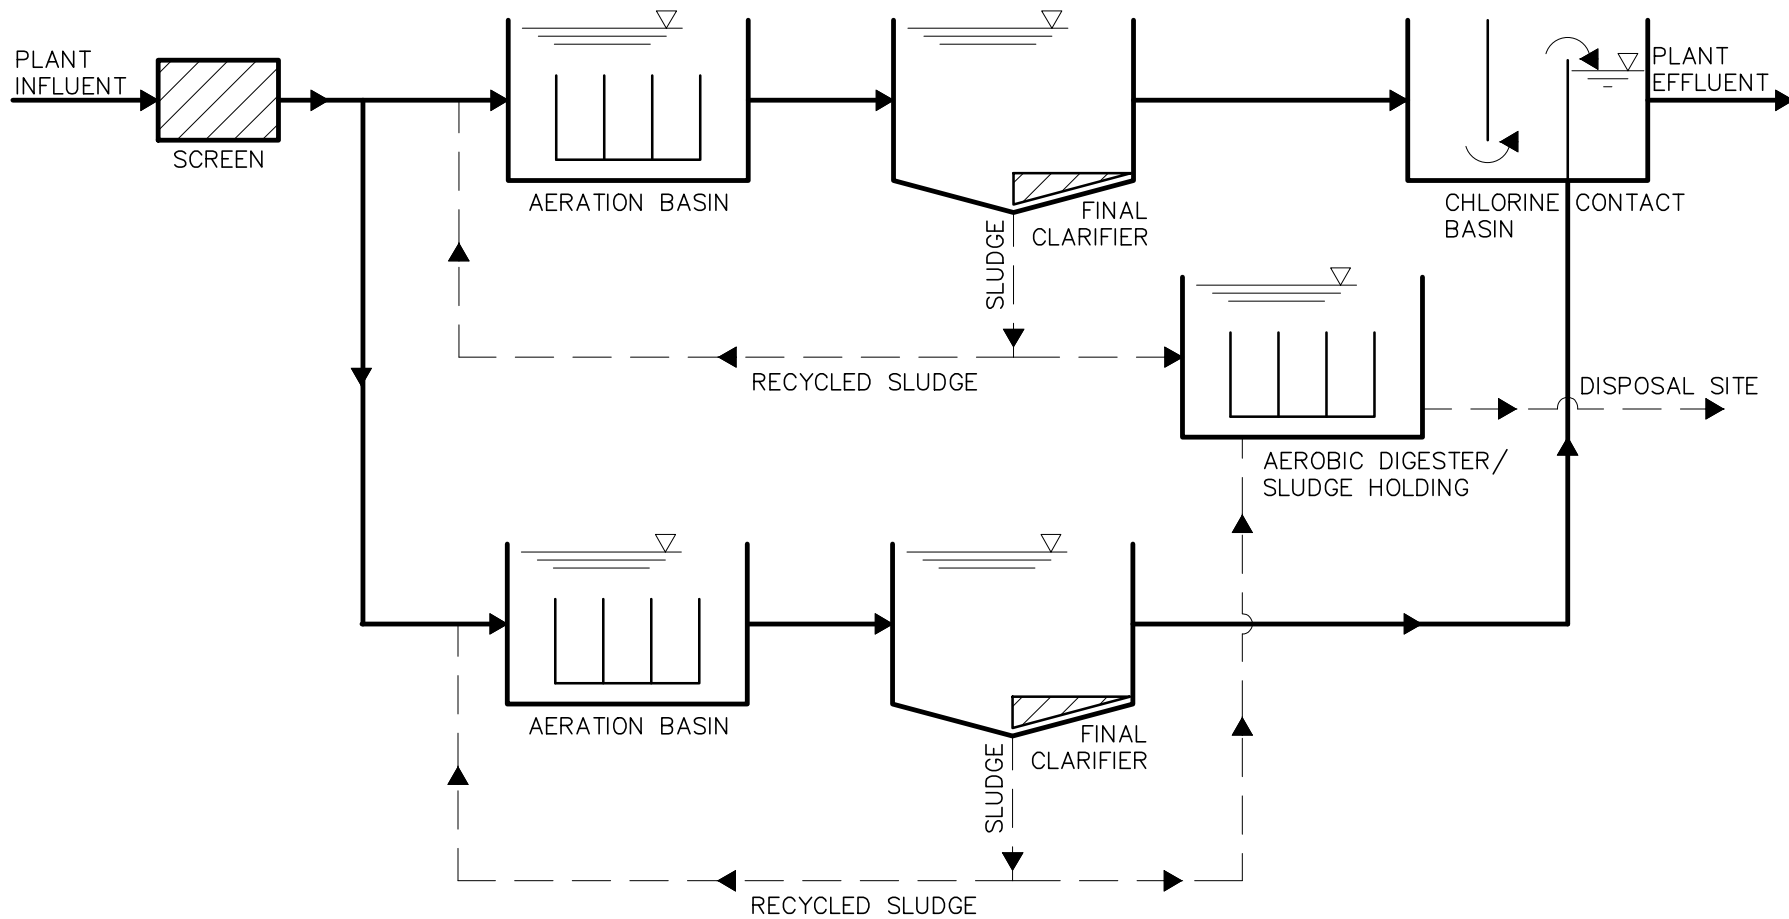 PLANT
INFLUENT
SCREEN
AERATION BASIN
SLUDGE
FINAL
CLARIFIER
CHLORINE CONTACT
BASIN
PLANT
EFFLUENT
RECYCLED SLUDGE
DISPOSAL SITE
AEROBIC DIGESTER/
SLUDGE HOLDING
AERATION BASIN
SLUDGE
FINAL
CLARIFIER
RECYCLED SLUDGE